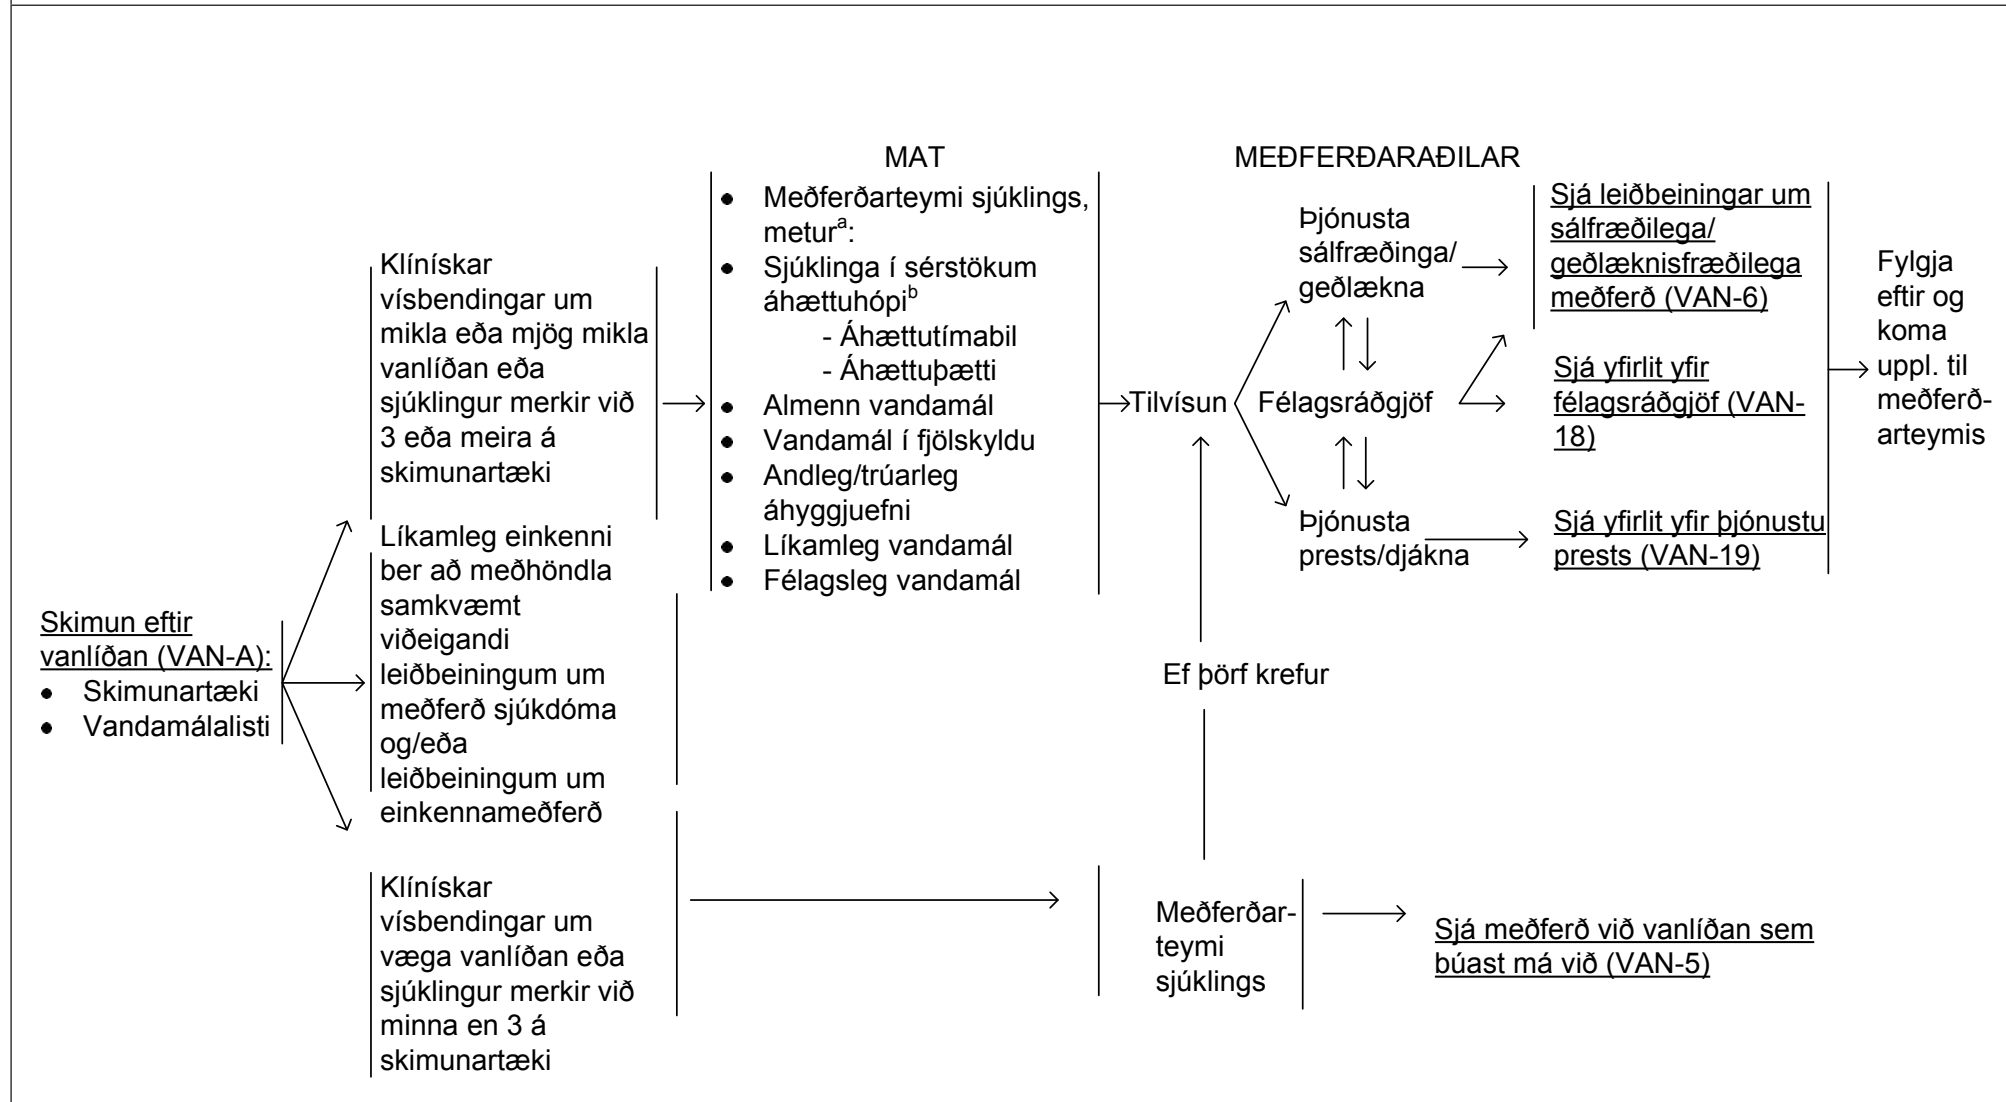 Skimun eftir
vanlíðan (VAN-A):
• Skimunartæki
• Vandamálalisti
Klínískar
vísbendingar um
mikla eða mjög mikla
vanlíðan eða
sjúklingur merkir við
3 eða meira á
skimunartæki
Líkamleg einkenni
ber að meðhöndla
samkvæmt
viðeigandi
leiðbeiningum um
meðferð sjúkdóma
og/eða
leiðbeiningum um
einkennameðferð
Klínískar
vísbendingar um
væga vanlíðan eða
sjúklingur merkir við
minna en 3 á
skimunartæki
MAT
• Meðferðarteymi sjúklings,
meturᵃ:
• Sjúklinga í sérstökum
áhættuhópiᵇ
- Áhættutímabil
- Áhættuþætti
• Almenn vandamál
• Vandamál í fjölskyldu
• Andleg/trúarleg
áhyggjuefni
• Líkamleg vandamál
• Félagsleg vandamál
Tilvísun
Ef þörf krefur
Meðferðar-
teymi
sjúklings
MEÐFERÐARAÐILAR
Þjónusta
sálfræðinga/
geðlækna
Félagsráðgjöf
Þjónusta
prests/djákna
Sjá leiðbeiningar um
sálfræðilega/
geðlæknisfræðilega
meðferð (VAN-6)
Sjá yfirlit yfir
félagsráðgjöf (VAN-
18)
Sjá yfirlit yfir þjónustu
prests (VAN-19)
Sjá meðferð við vanlíðan sem
búast má við (VAN-5)
Fylgja
eftir og
koma
uppl. til
meðferð-
arteymis